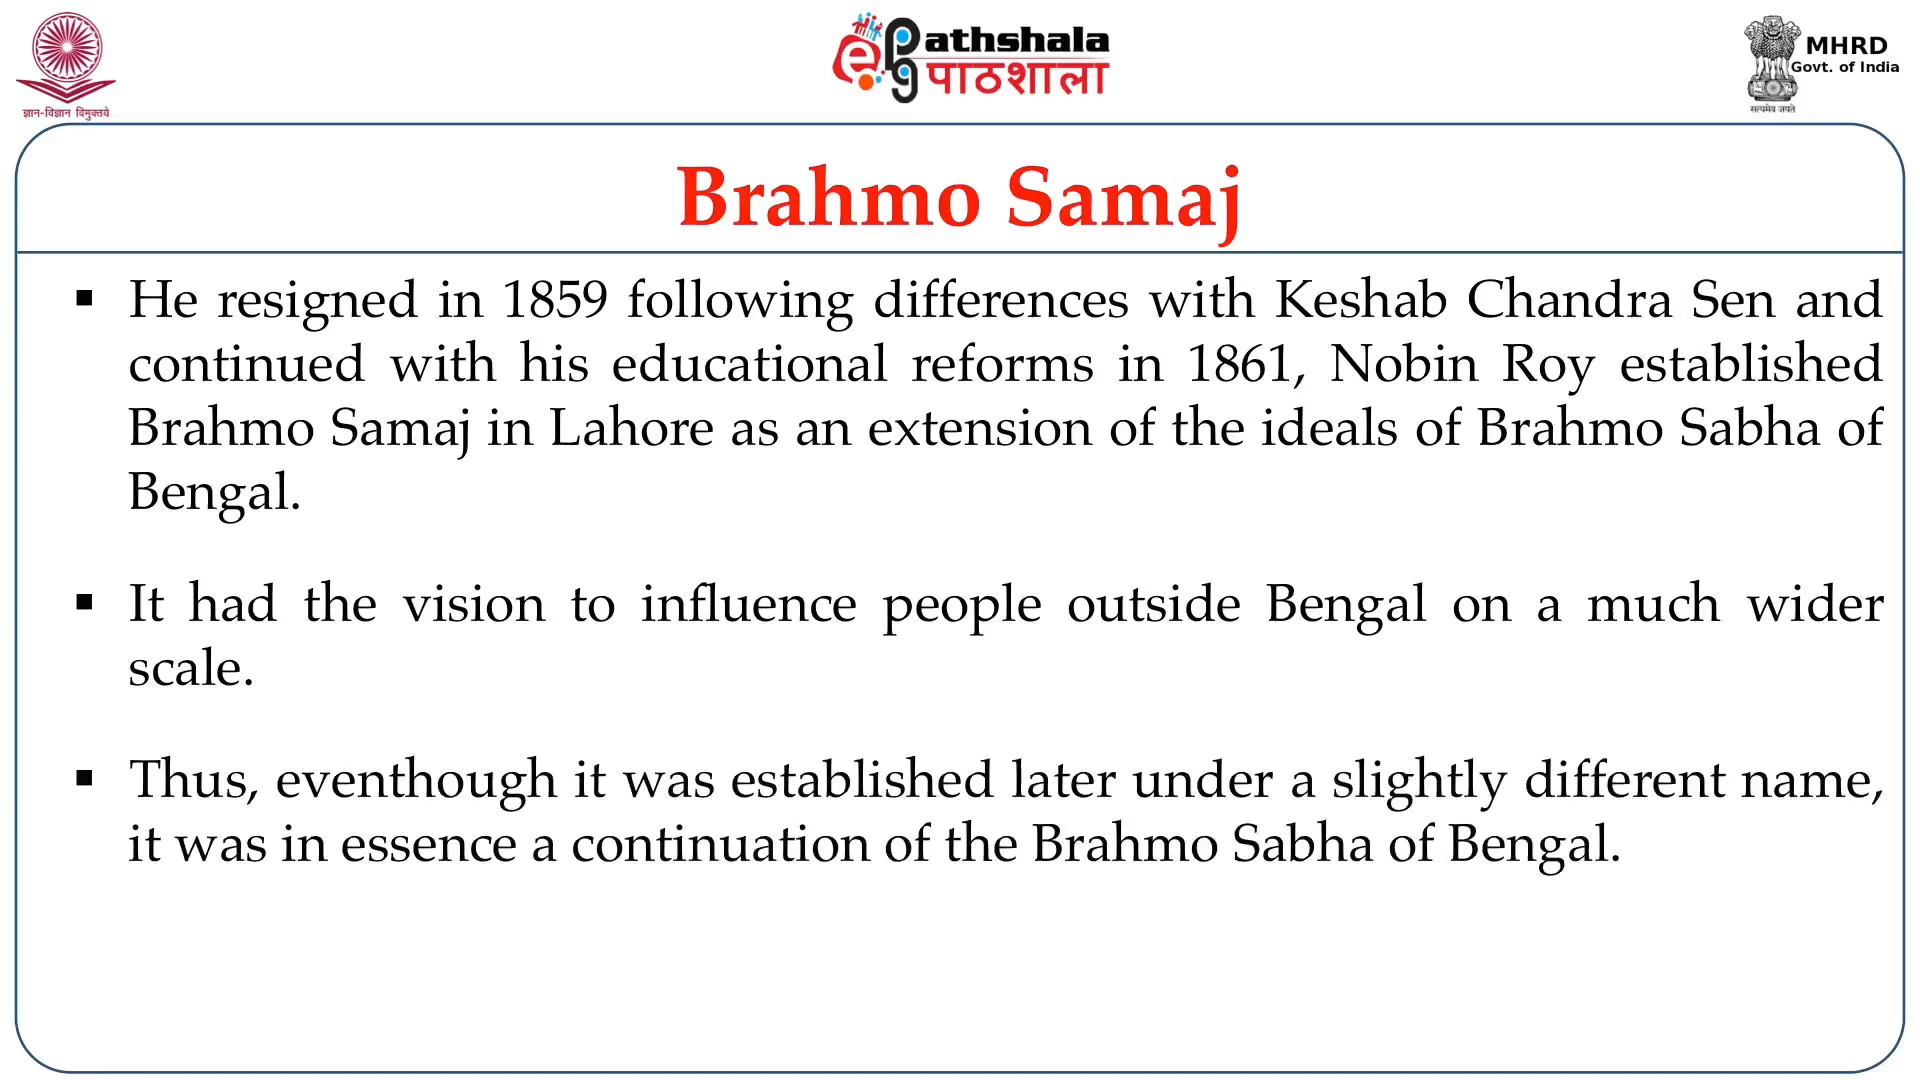 ज्ञान-विज्ञान विमुक्तये
ePathshala
पाठशाला
pg
MHRD
Govt. of India
सत्यमेव जयते
Brahmo Samaj
▪ He resigned in 1859 following differences with Keshab Chandra Sen and
continued with his educational reforms in 1861, Nobin Roy established
Brahmo Samaj in Lahore as an extension of the ideals of Brahmo Sabha of
Bengal.
▪ It had the vision to influence people outside Bengal on a much wider
scale.
▪ Thus, eventhough it was established later under a slightly different name,
it was in essence a continuation of the Brahmo Sabha of Bengal.